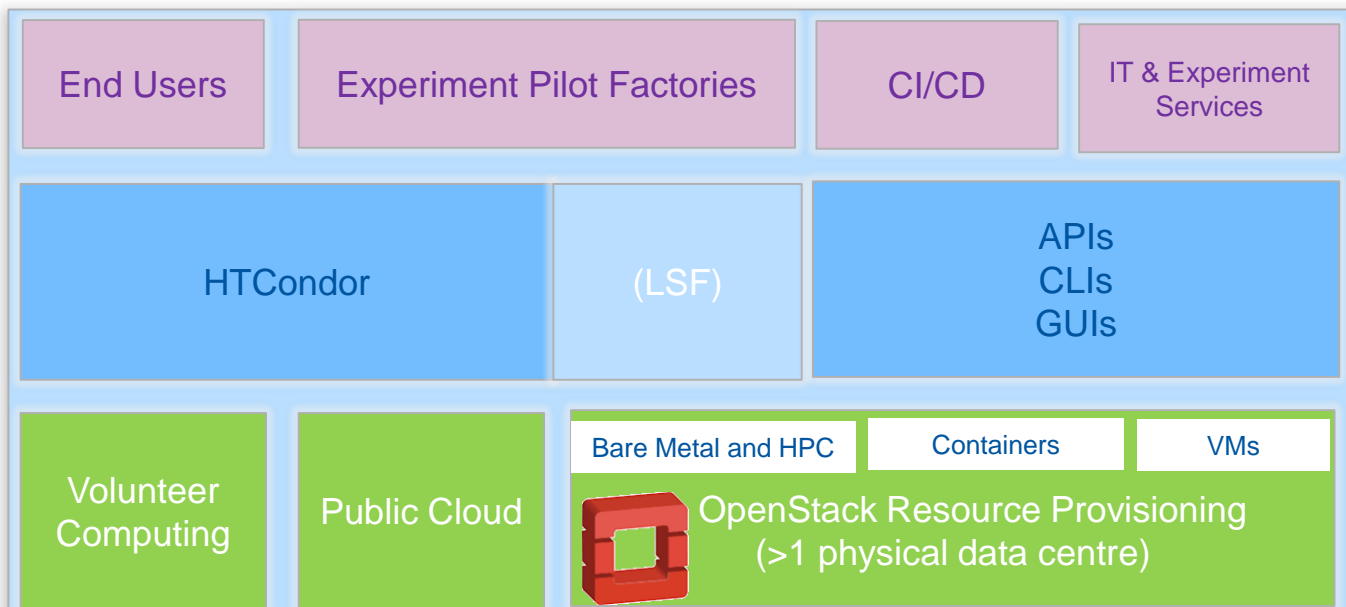 End Users
Experiment Pilot Factories
CI/CD
IT & Experiment
Services
HTCondor
(LSF)
APIs
CLIs
GUIs
Volunteer
Computing
Public Cloud
Bare Metal and HPC
Containers
VMs
OpenStack Resource Provisioning
(>1 physical data centre)